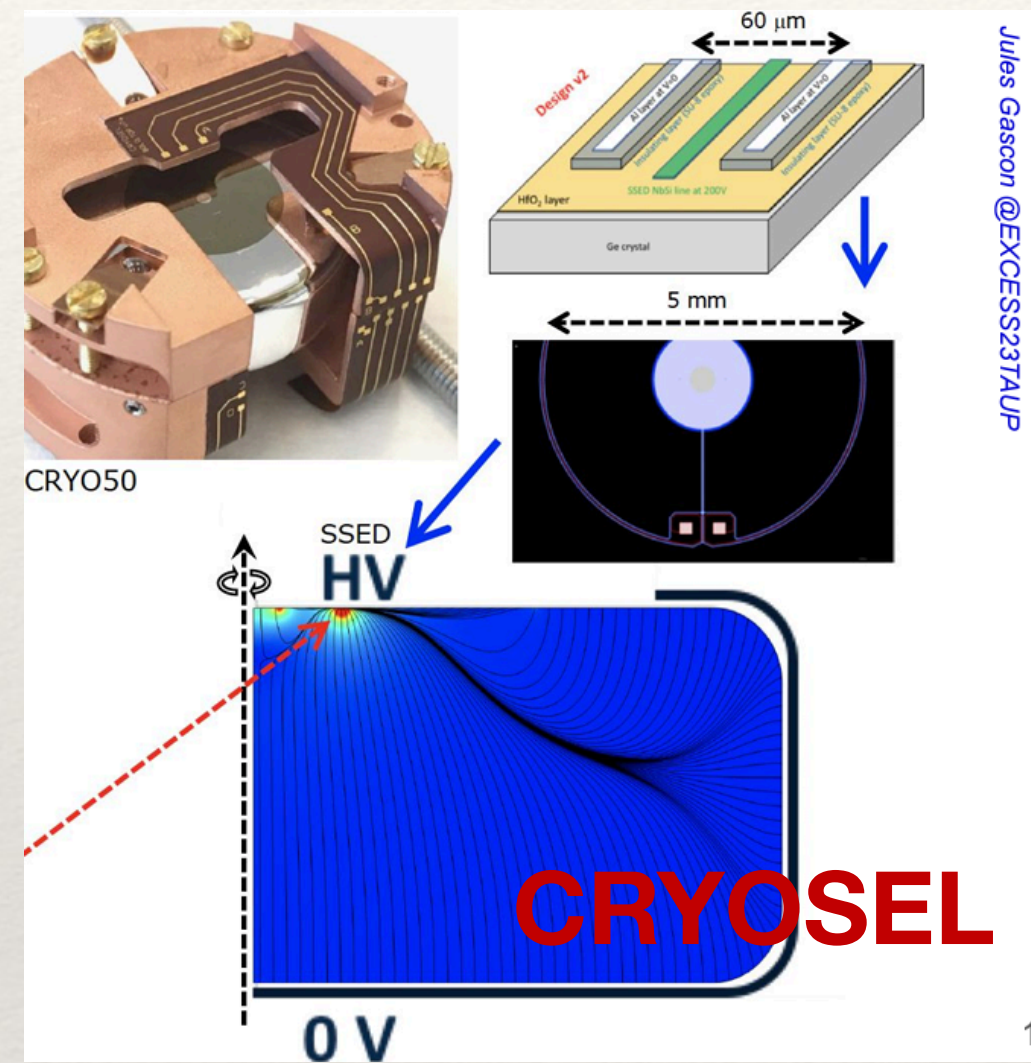 60 μm
Design v2
Al layer at V=0
Insulating layer (SU-8 epoxy)
Al layer at V=0
Insulating layer (SU-8 epoxy)
SSED NbSi line at 200V
HfO₂ layer
Ge crystal
Jules Gascon @EXCESS23TAUP
5 mm
CRYO50
SSED
HV
CRYOSEL
0 V
1